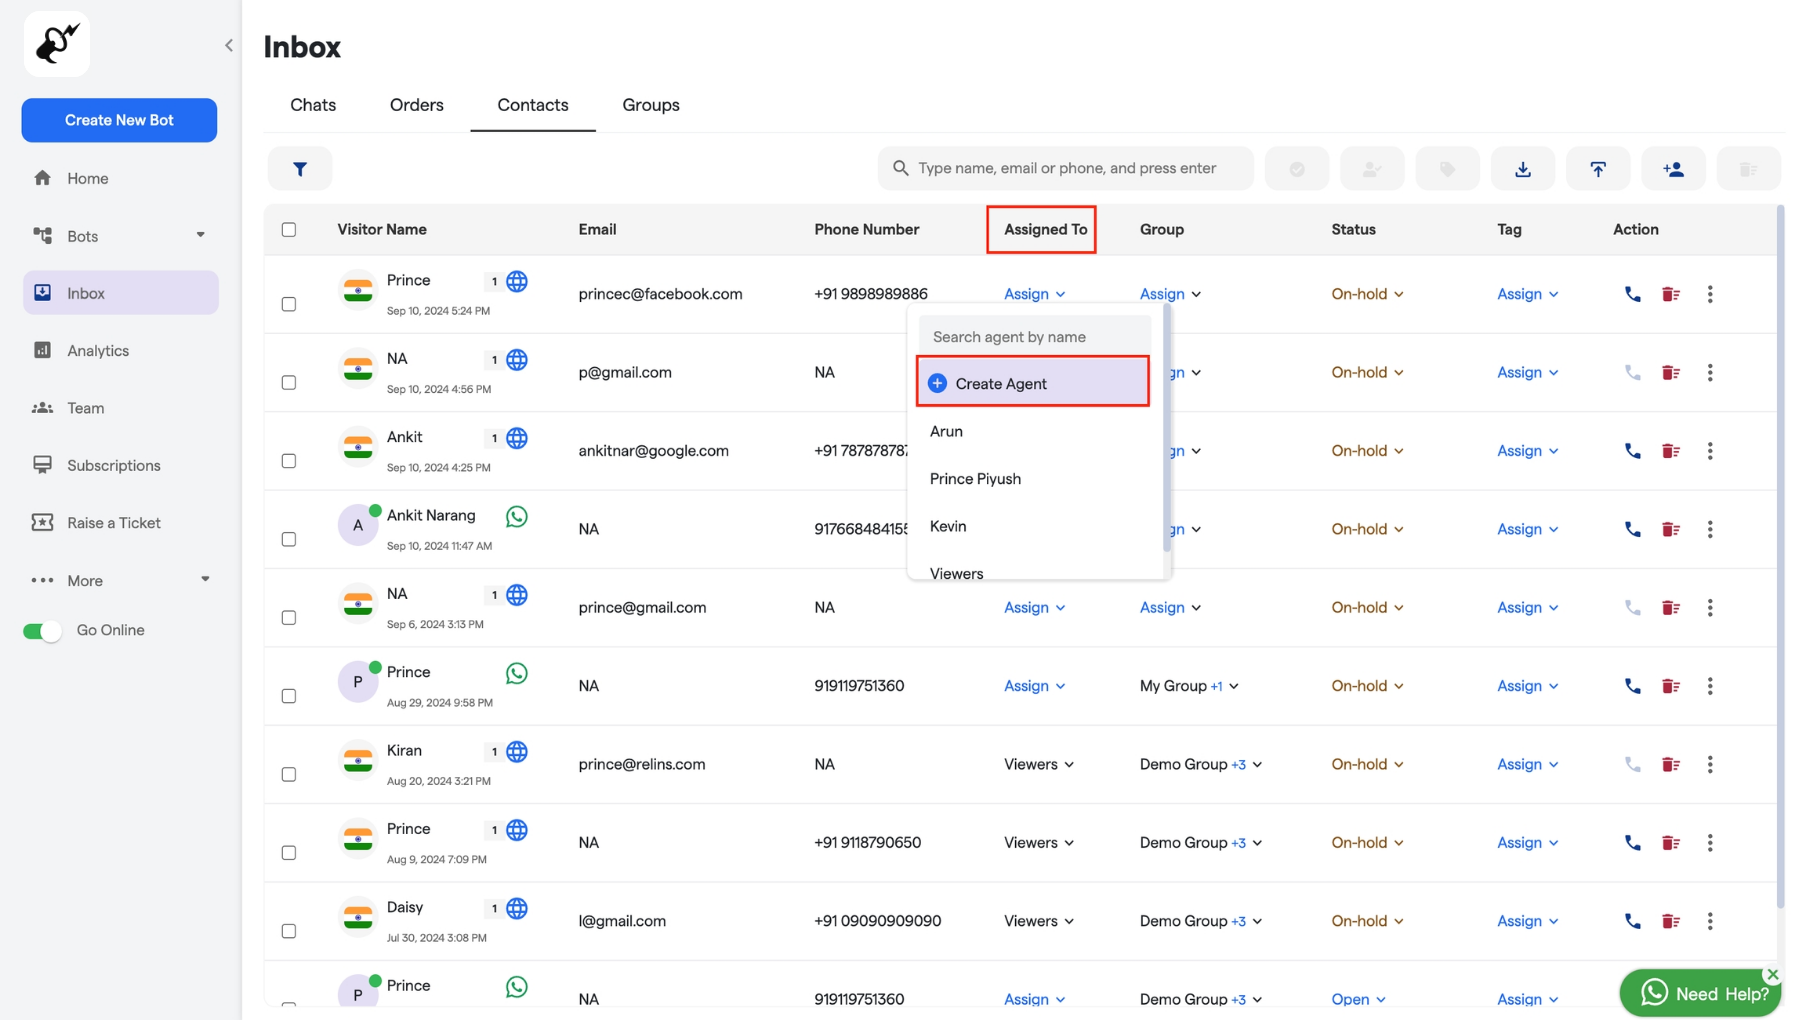 Inbox
Create New Bot
Home
Bots
Inbox
Analytics
Team
Subscriptions
Raise a Ticket
More
Go Online
Chats Orders Contacts Groups
Type name, email or phone, and press enter
Visitor Name Email Phone Number Assigned To Group Status Tag Action
Prince 1 princec@facebook.com +91 9898989886 Assign Assign On-hold Assign
Sep 10, 2024 5:24 PM
Search agent by name
Create Agent
Arun
Prince Piyush
Kevin
Viewers
NA 1 p@gmail.com NA gn On-hold Assign
Sep 10, 2024 4:56 PM
Ankit 1 ankitnar@google.com +91 787878787 gn On-hold Assign
Sep 10, 2024 4:25 PM
A Ankit Narang NA 91766848415 gn On-hold Assign
Sep 10, 2024 11:47 AM
NA 1 prince@gmail.com NA Assign Assign On-hold Assign
Sep 6, 2024 3:13 PM
P Prince NA 919119751360 Assign My Group +1 On-hold Assign
Aug 29, 2024 9:58 PM
Kiran 1 prince@relins.com NA Viewers Demo Group +3 On-hold Assign
Aug 20, 2024 3:21 PM
Prince 1 NA +91 9118790650 Viewers Demo Group +3 On-hold Assign
Aug 9, 2024 7:09 PM
Daisy 1 l@gmail.com +91 09090909090 Viewers Demo Group +3 On-hold Assign
Jul 30, 2024 3:08 PM
P Prince NA 919119751360 Assign Demo Group +3 Open Assign
Need Help?